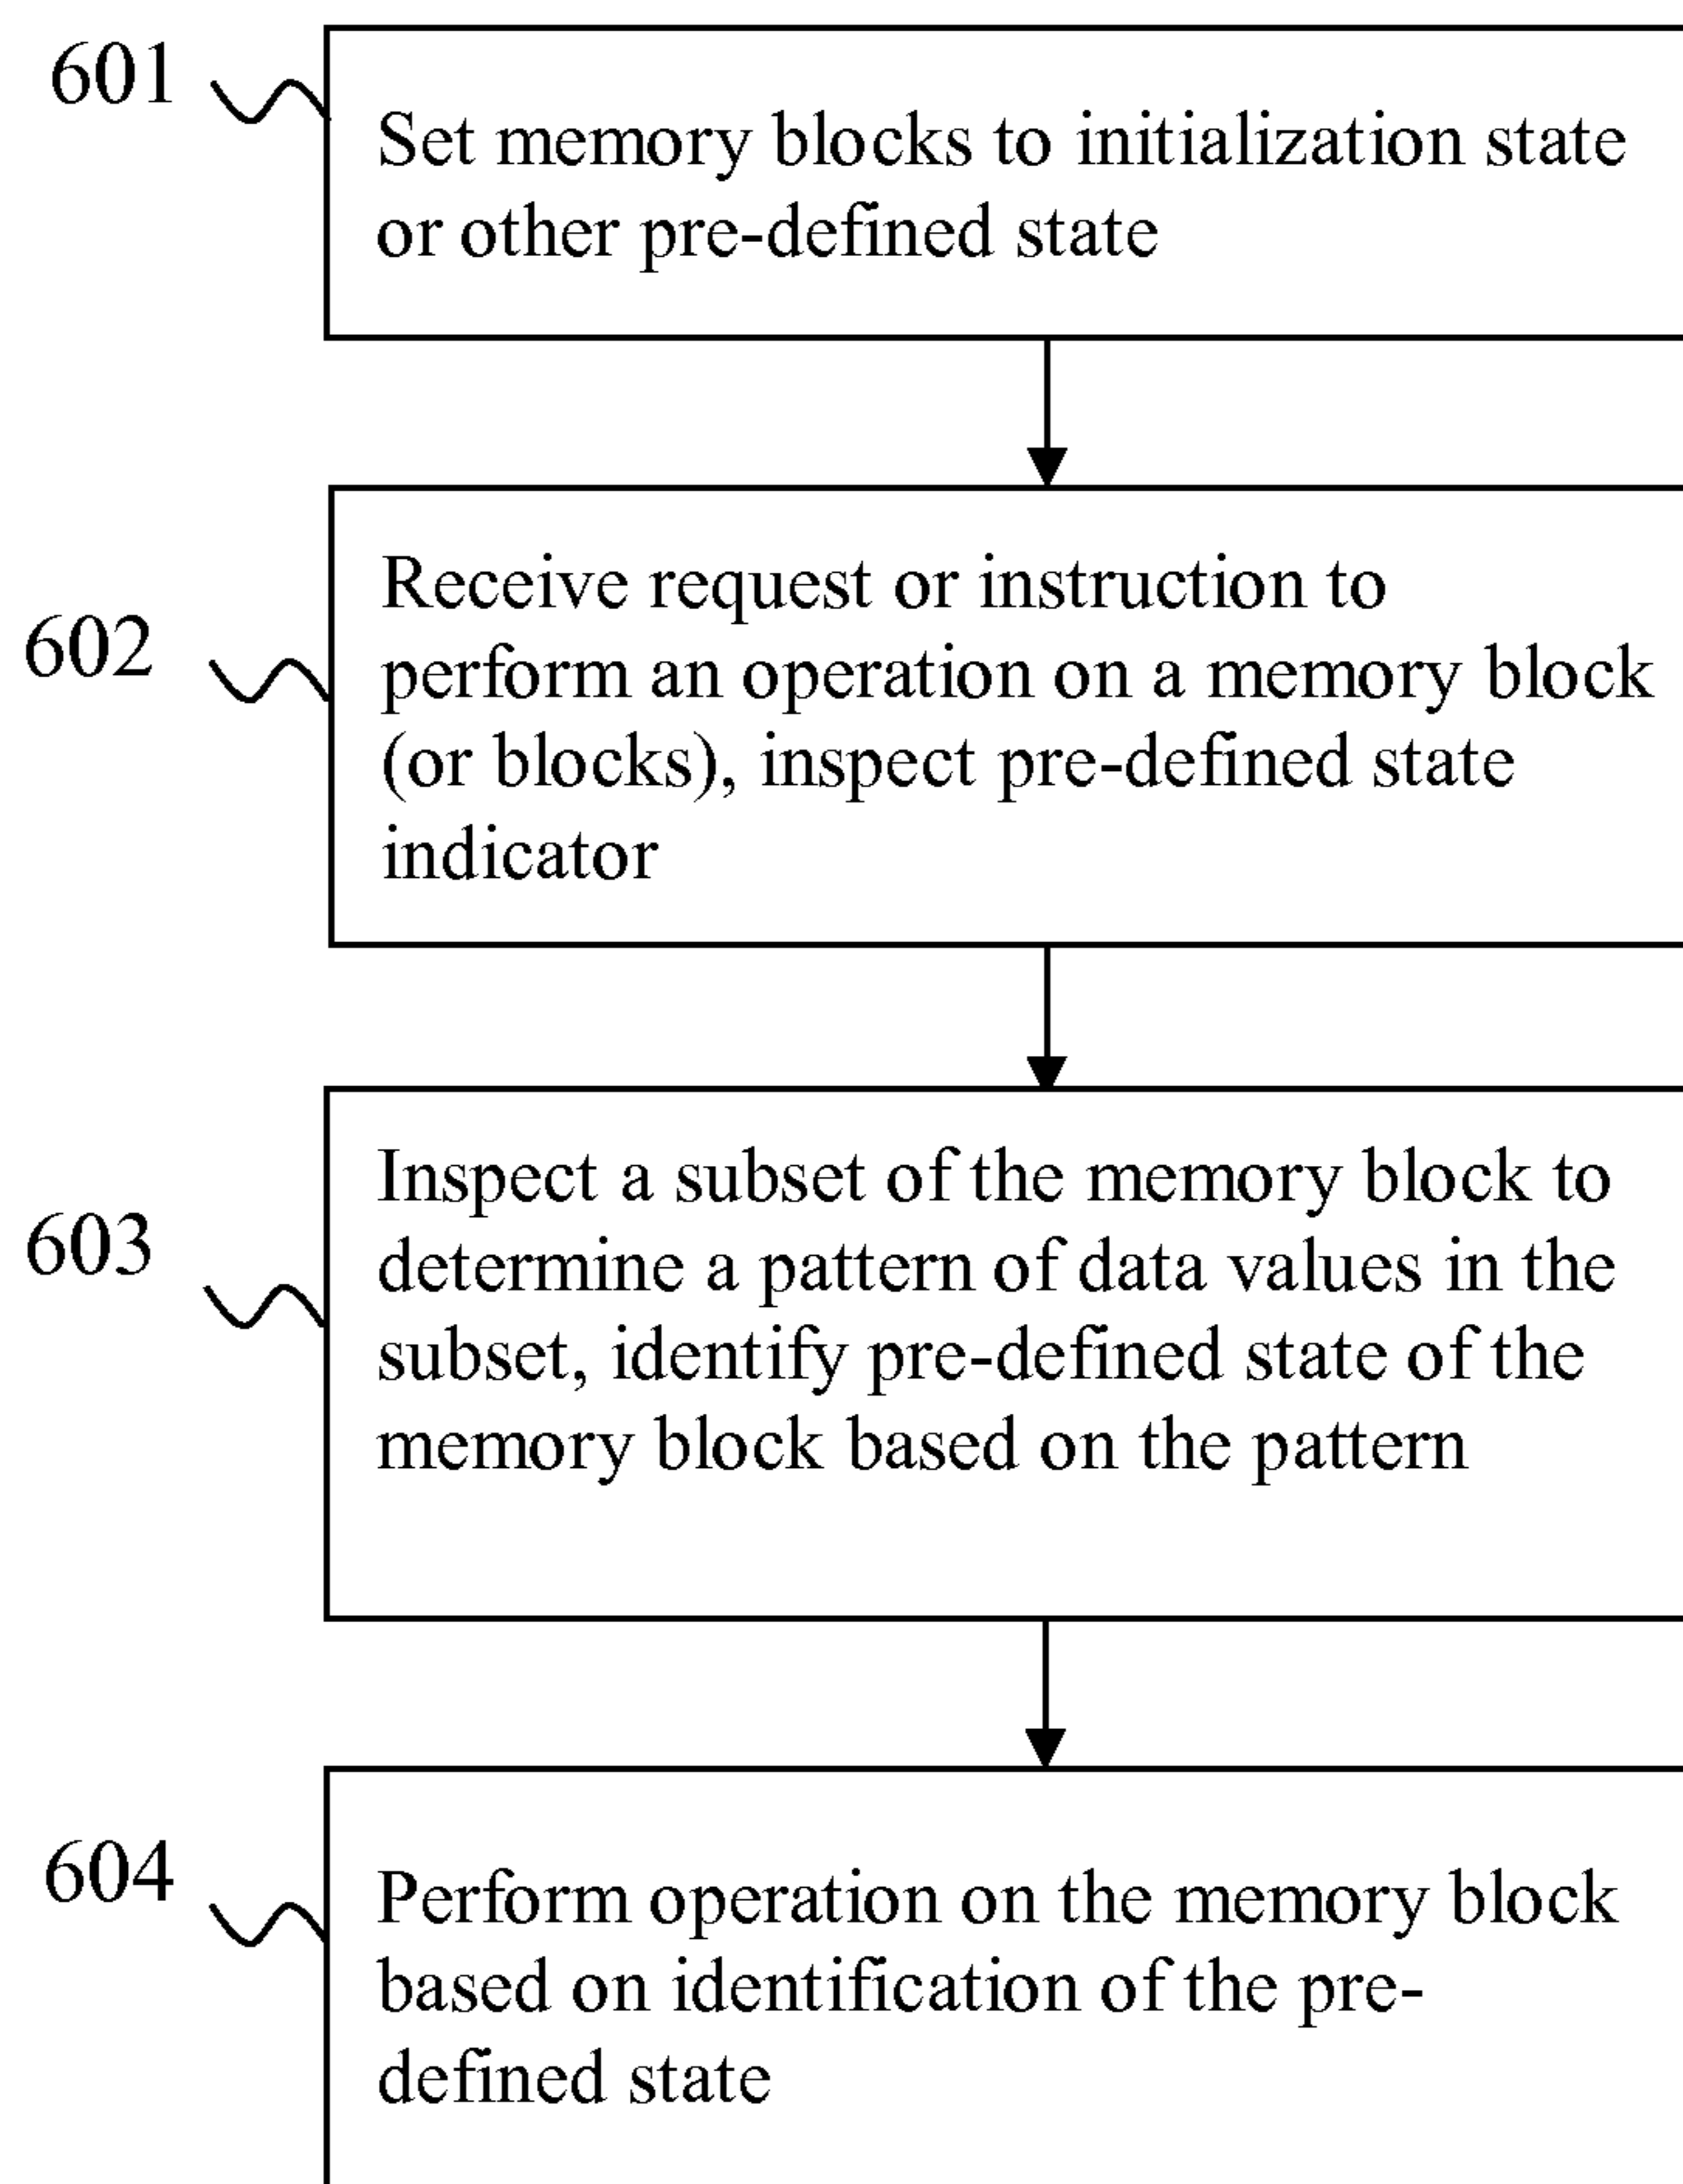 601
Set memory blocks to initialization state
or other pre-defined state
602
Receive request or instruction to
perform an operation on a memory block
(or blocks), inspect pre-defined state
indicator
603
Inspect a subset of the memory block to
determine a pattern of data values in the
subset, identify pre-defined state of the
memory block based on the pattern
604
Perform operation on the memory block
based on identification of the pre-
defined state